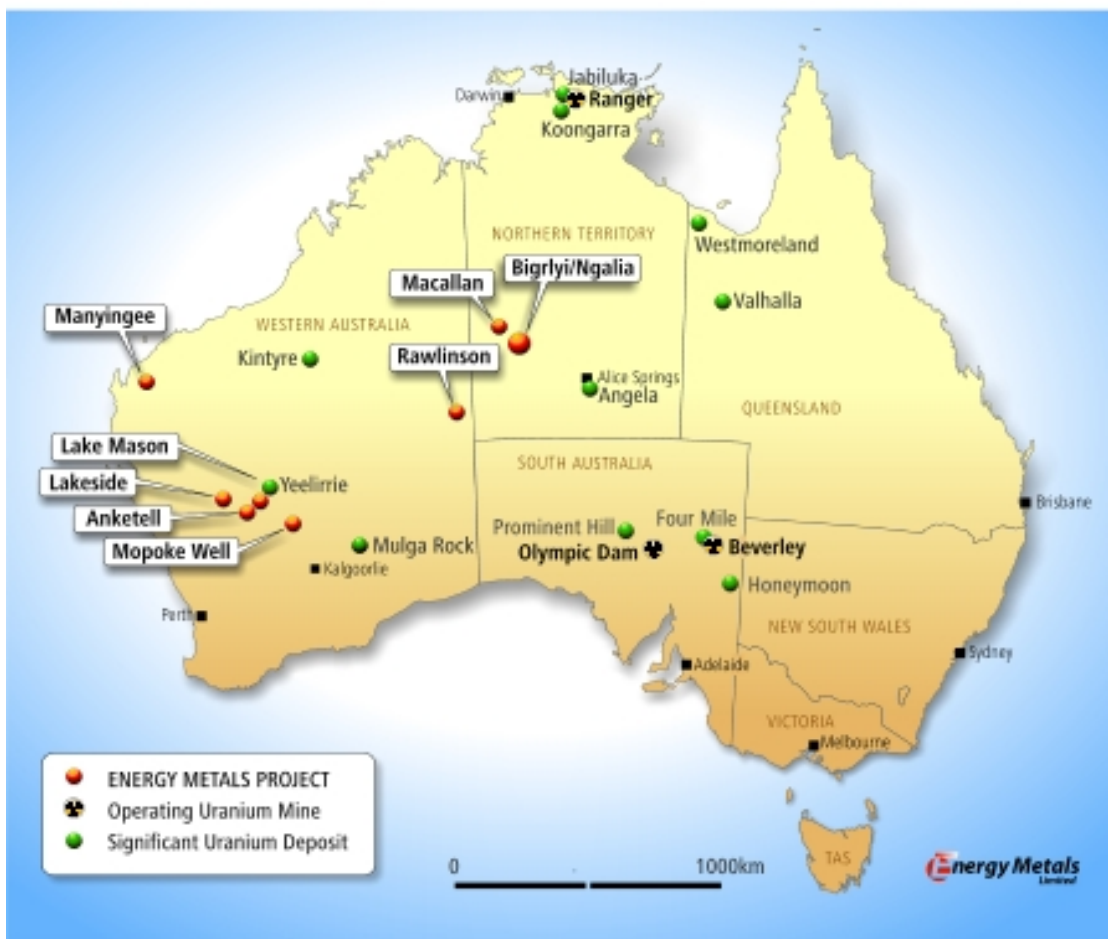 Jabiluka
Darwin
Ranger
Koongarra
NORTHERN TERRITORY
Westmoreland
Bigrlyi/Ngalia
Macallan
Valhalla
Manyingee
WESTERN AUSTRALIA
Kintyre
Rawlinson
Alice Springs
Angela
QUEENSLAND
Lake Mason
SOUTH AUSTRALIA
Lakeside
Yeelirrie
Brisbane
Anketell
Four Mile
Prominent Hill
Mopoke Well
Mulga Rock
Olympic Dam
Beverley
Kalgoorlie
Honeymoon
Perth
NEW SOUTH WALES
Sydney
Adelaide
VICTORIA
Melbourne
ENERGY METALS PROJECT
Operating Uranium Mine
Significant Uranium Deposit
0 1000km
TAS
Energy Metals
Limited